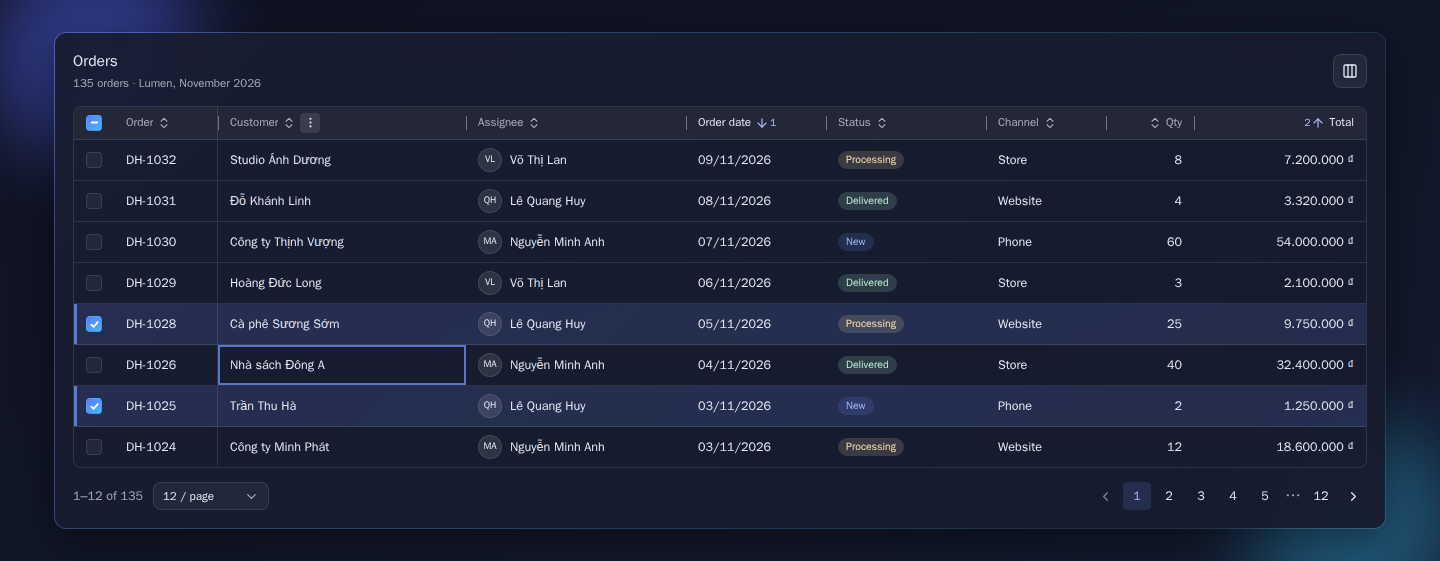 Orders
135 orders · Lumen, November 2026
Order Customer Assignee Order date 1 Status Channel Qty 2 Total
DH-1032 Studio Ánh Dương VL Võ Thị Lan 09/11/2026 Processing Store 8 7.200.000 ₫
DH-1031 Đỗ Khánh Linh QH Lê Quang Huy 08/11/2026 Delivered Website 4 3.320.000 ₫
DH-1030 Công ty Thịnh Vượng MA Nguyễn Minh Anh 07/11/2026 New Phone 60 54.000.000 ₫
DH-1029 Hoàng Đức Long VL Võ Thị Lan 06/11/2026 Delivered Store 3 2.100.000 ₫
DH-1028 Cà phê Sương Sớm QH Lê Quang Huy 05/11/2026 Processing Website 25 9.750.000 ₫
DH-1026 Nhà sách Đông A MA Nguyễn Minh Anh 04/11/2026 Delivered Store 40 32.400.000 ₫
DH-1025 Trần Thu Hà QH Lê Quang Huy 03/11/2026 New Phone 2 1.250.000 ₫
DH-1024 Công ty Minh Phát MA Nguyễn Minh Anh 03/11/2026 Processing Website 12 18.600.000 ₫
1–12 of 135 12 / page 1 2 3 4 5 ··· 12